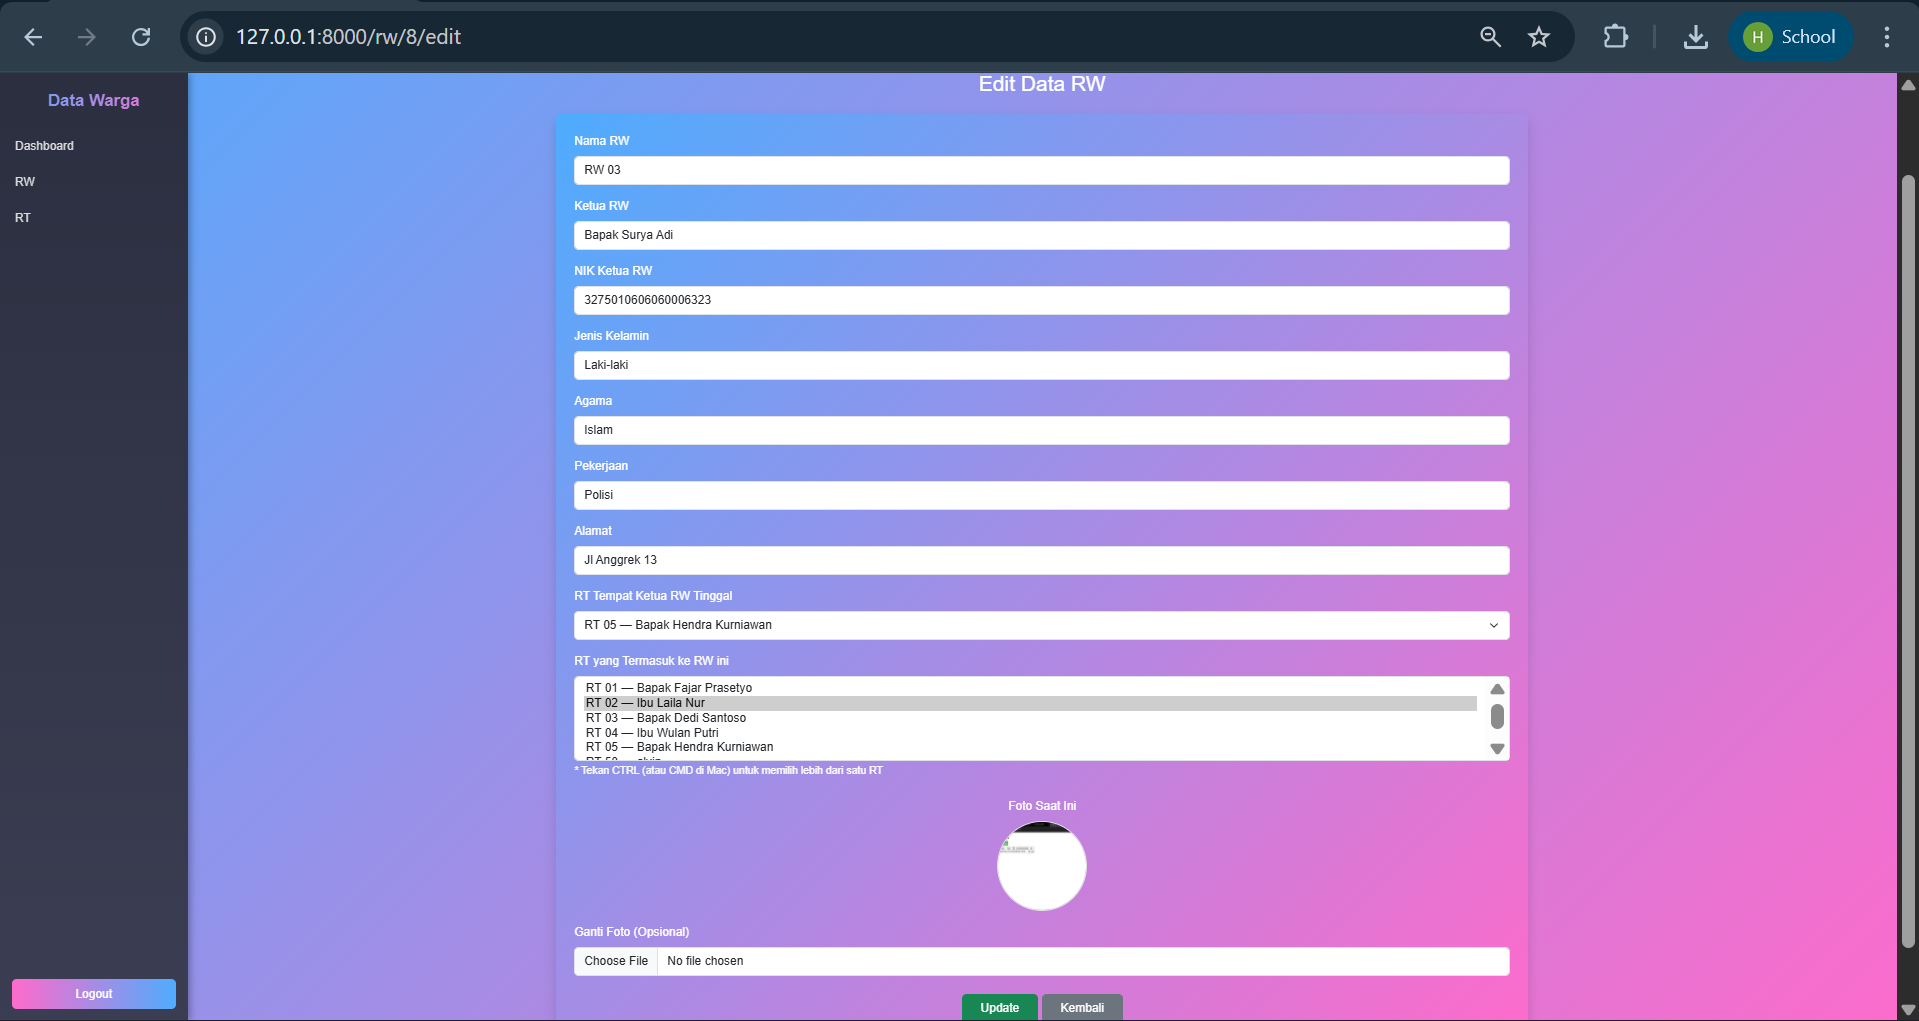 127.0.0.1:8000/rw/8/edit
H School
Data Warga
Dashboard
RW
RT
Logout
Edit Data RW
Nama RW
RW 03
Ketua RW
Bapak Surya Adi
NIK Ketua RW
3275010606060006323
Jenis Kelamin
Laki-laki
Agama
Islam
Pekerjaan
Polisi
Alamat
Jl Anggrek 13
RT Tempat Ketua RW Tinggal
RT 05 — Bapak Hendra Kurniawan
RT yang Termasuk ke RW ini
RT 01 — Bapak Fajar Prasetyo
RT 02 — Ibu Laila Nur
RT 03 — Bapak Dedi Santoso
RT 04 — Ibu Wulan Putri
RT 05 — Bapak Hendra Kurniawan
* Tekan CTRL (atau CMD di Mac) untuk memilih lebih dari satu RT
Foto Saat Ini
Ganti Foto (Opsional)
Choose File No file chosen
Update Kembali